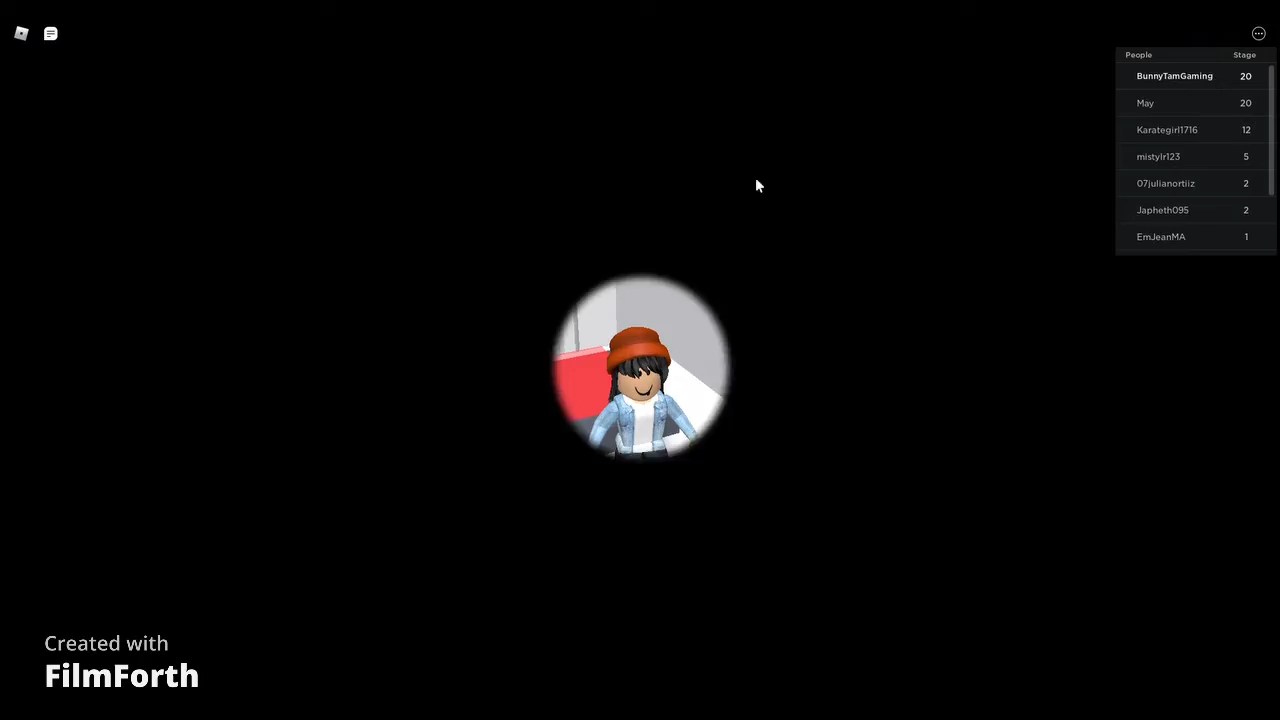 People Stage
BunnyTamGaming 20
May 20
Karategirl1716 12
mistylr123 5
07julianortiiz 2
Japheth095 2
EmJeanMA 1
Created with
FilmForth